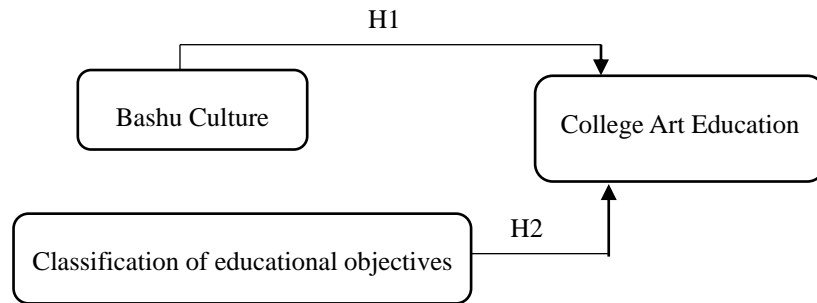 H1
Bashu Culture
College Art Education
H2
Classification of educational objectives